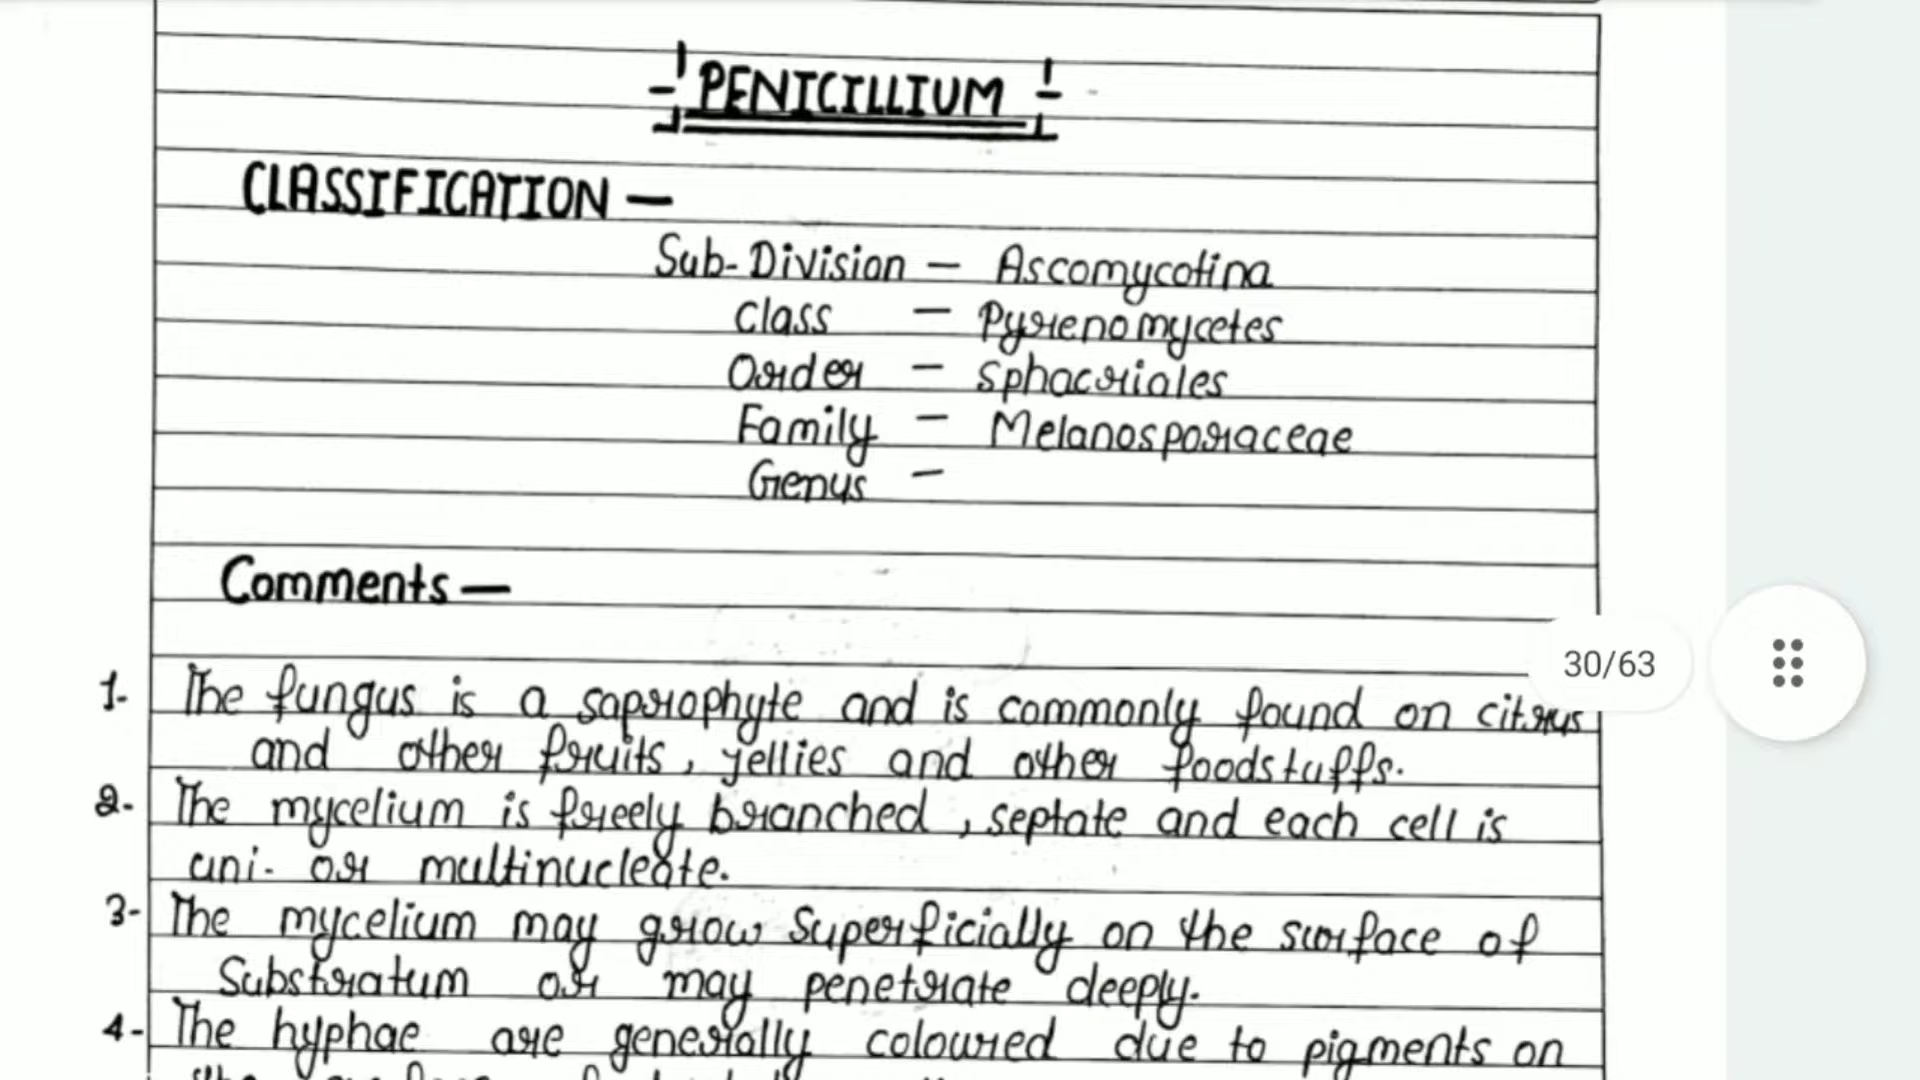 PENICILLIUM
CLASSIFICATION —
Sub-Division — Ascomycotina
Class — Pyrenomycetes
Order — Sphacriales
Family — Melanosporaceae
Genus —
Comments —
1- The fungus is a saprophyte and is commonly found on citrus
and other fruits, jellies and other foodstuffs.
2- The mycelium is freely branched, septate and each cell is
uni- or multinucleate.
3- The mycelium may grow superficially on the surface of
Substratum or may penetrate deeply.
4- The hyphae are generally coloured due to pigments on
30/63